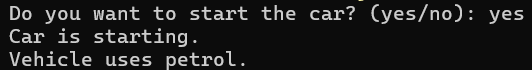 Do you want to start the car? (yes/no): yes
Car is starting.
Vehicle uses petrol.